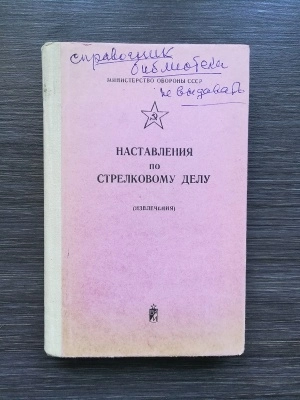 справочник
библиотеки
не выдавать
МИНИСТЕРСТВО ОБОРОНЫ СССР
НАСТАВЛЕНИЯ
ПО
СТРЕЛКОВОМУ ДЕЛУ
(ИЗВЛЕЧЕНИЯ)